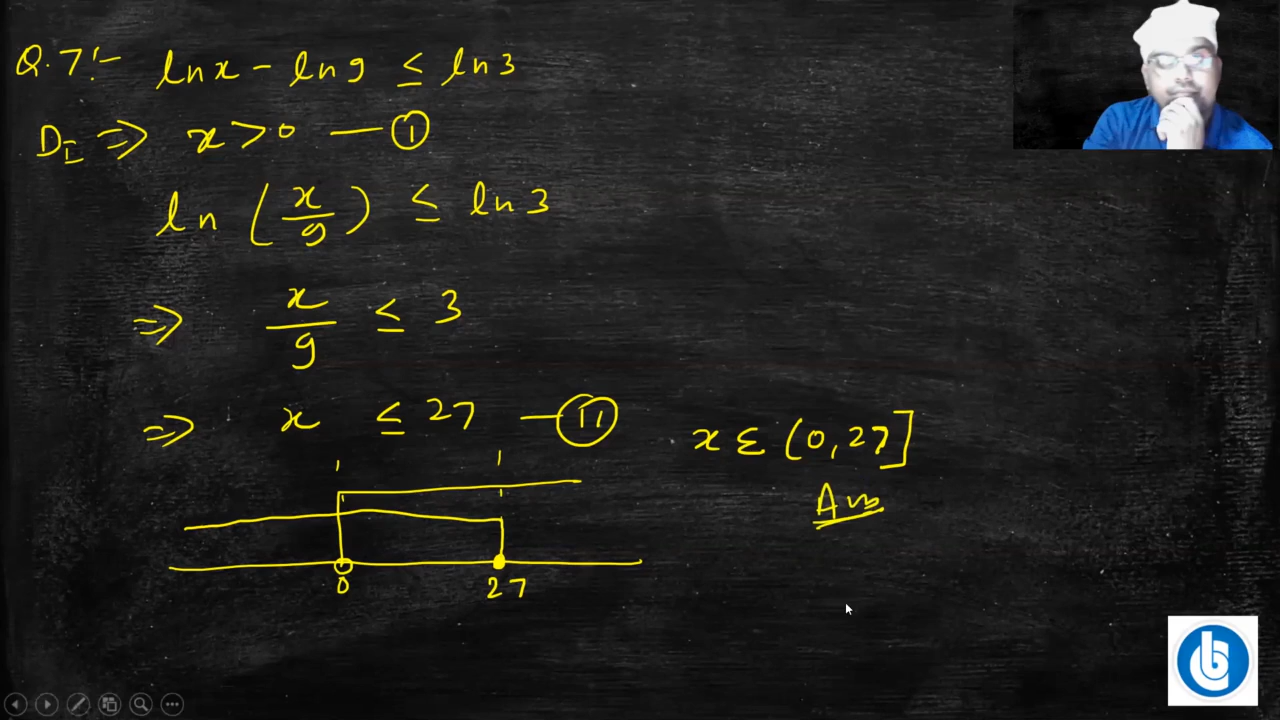 Q.7:- ln x - ln 9 ≤ ln 3
D_I ⇒ x > 0 — ①
ln (x/9) ≤ ln 3
⇒ x/9 ≤ 3
⇒ x ≤ 27 — ⑪
x ∈ (0, 27]
Ans
0 27